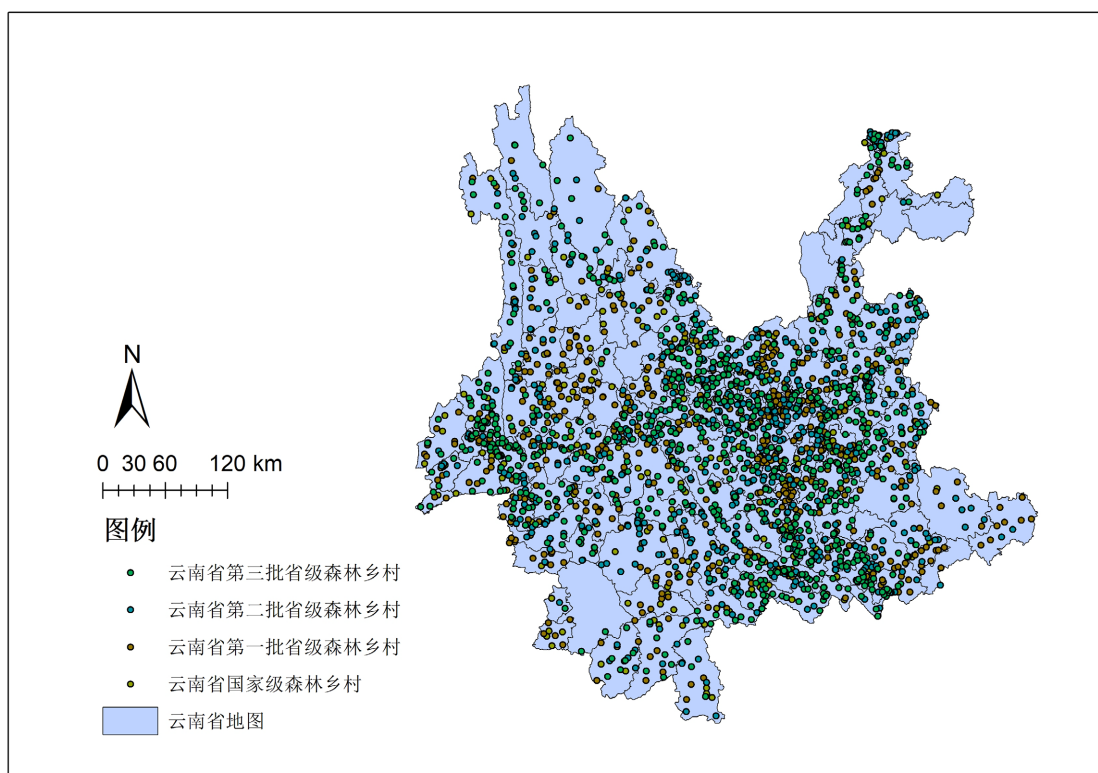 N
0 30 60 120 km
图例
云南省第三批省级森林乡村
云南省第二批省级森林乡村
云南省第一批省级森林乡村
云南省国家级森林乡村
云南省地图